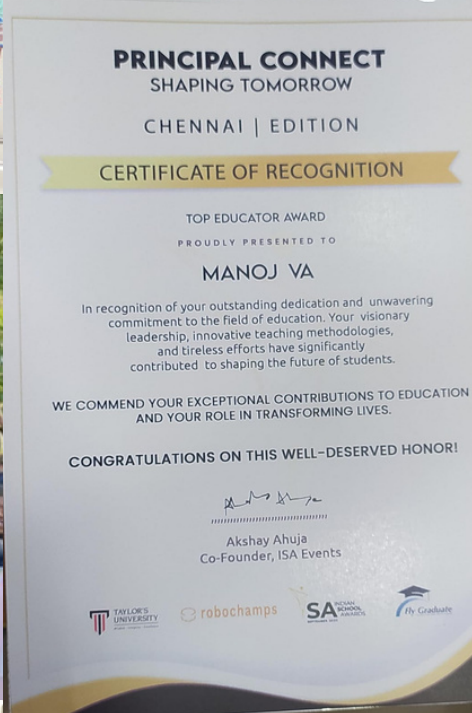 PRINCIPAL CONNECT
SHAPING TOMORROW
CHENNAI | EDITION
CERTIFICATE OF RECOGNITION
TOP EDUCATOR AWARD
PROUDLY PRESENTED TO
MANOJ VA
In recognition of your outstanding dedication and unwavering
commitment to the field of education. Your visionary
leadership, innovative teaching methodologies,
and tireless efforts have significantly
contributed to shaping the future of students.
WE COMMEND YOUR EXCEPTIONAL CONTRIBUTIONS TO EDUCATION
AND YOUR ROLE IN TRANSFORMING LIVES.
CONGRATULATIONS ON THIS WELL-DESERVED HONOR!
Akshay Ahuja
Co-Founder, ISA Events
TAYLOR'S
UNIVERSITY
robochamps
SA INDIAN
SCHOOL
AWARDS
Fly Graduate